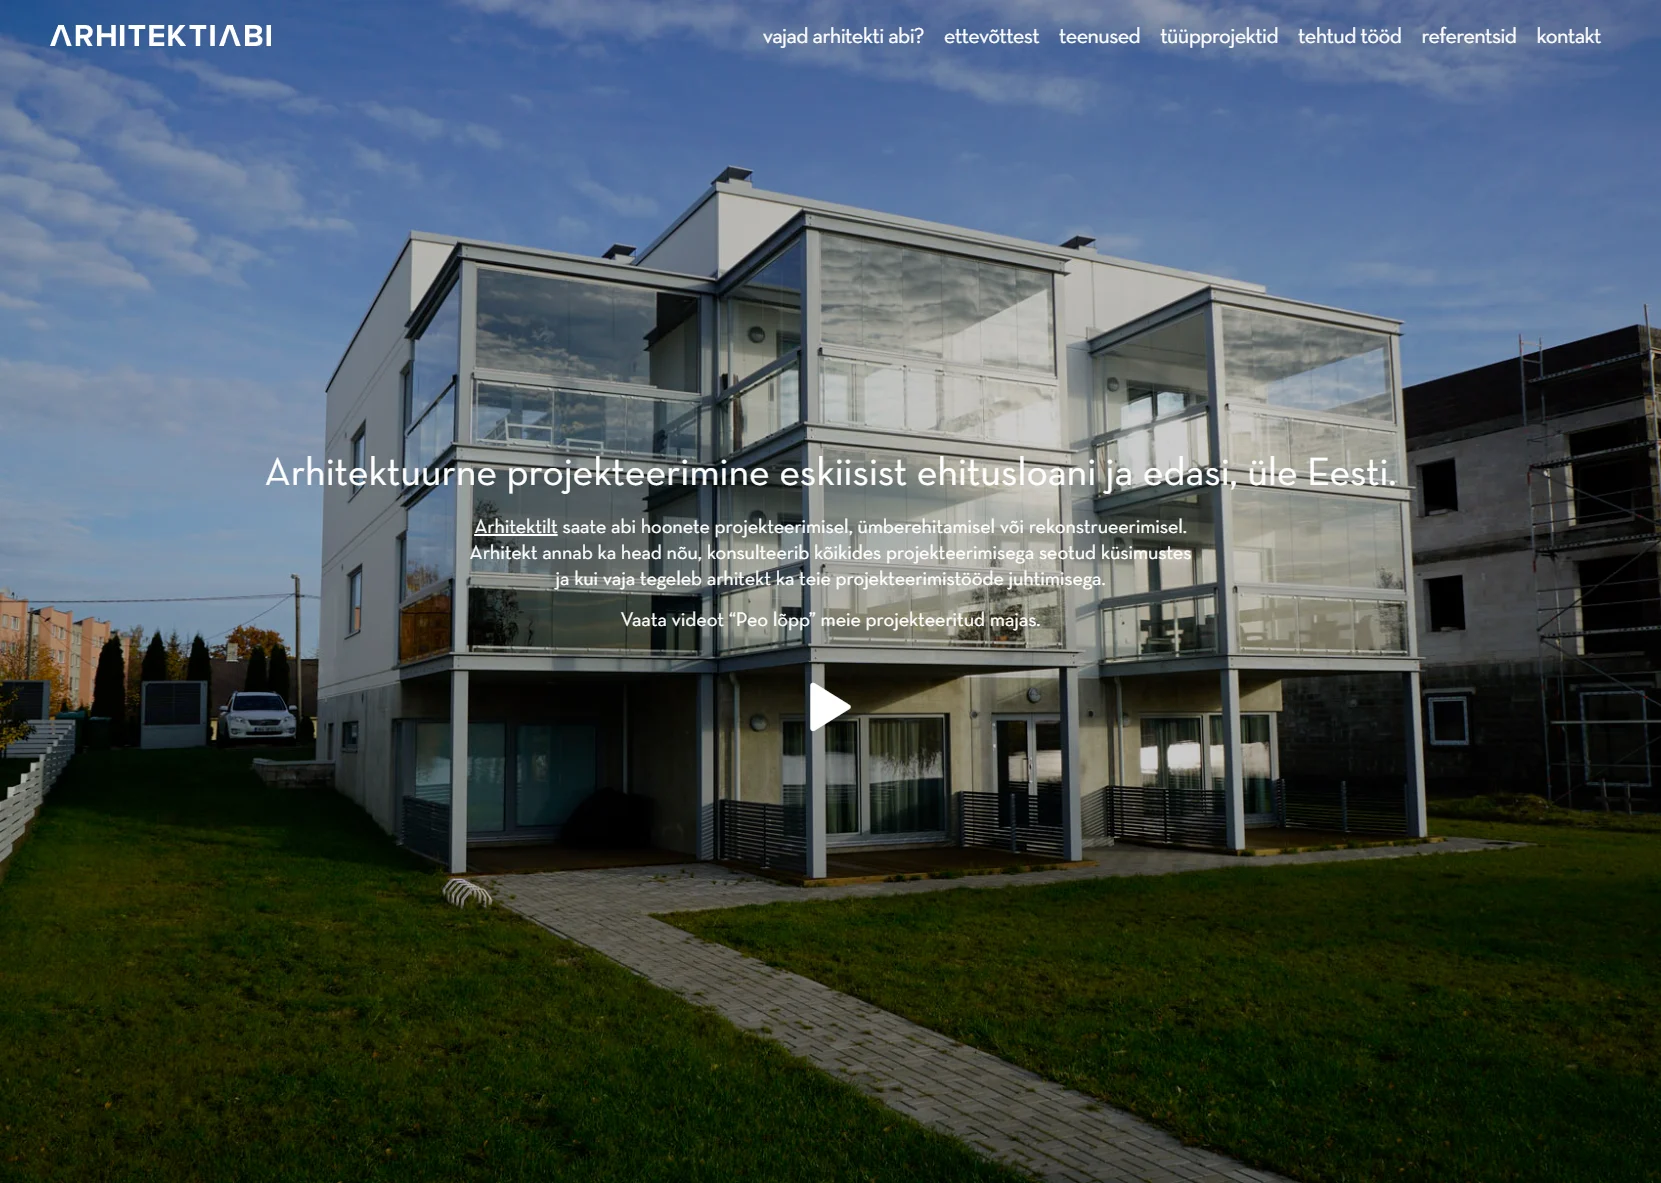 ARHITEKTIABI
vajad arhitekti abi? ettevõttest teenused tüüpprojektid tehtud tööd referentsid kontakt
Arhitektuurne projekteerimine eskiisist ehitusloani ja edasi, üle Eesti.
Arhitektilt saate abi hoonete projekteerimisel, ümberehitamisel või rekonstrueerimisel.
Arhitekt annab ka head nõu, konsulteerib kõikides projekteerimisega seotud küsimustes
ja kui vaja tegeleb arhitekt ka teie projekteerimistööde juhtimisega.
Vaata videot “Peo lõpp” meie projekteeritud majas.